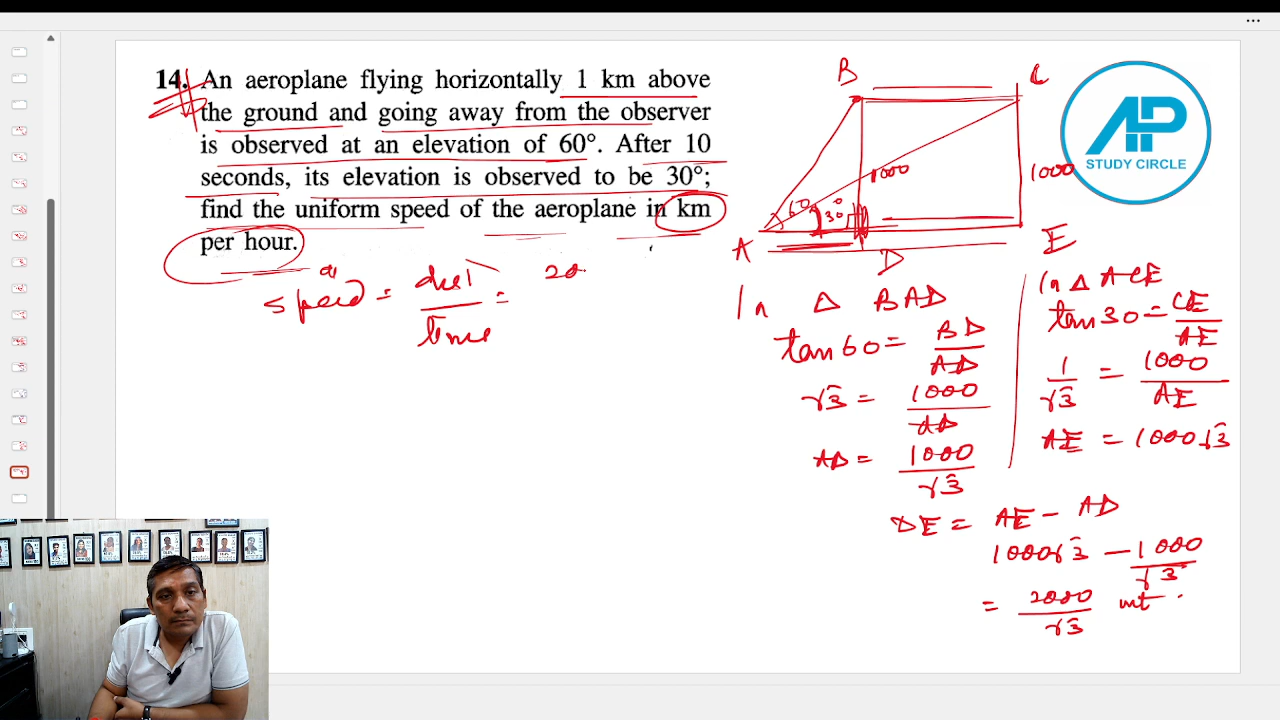 14. An aeroplane flying horizontally 1 km above
the ground and going away from the observer
is observed at an elevation of 60°. After 10
seconds, its elevation is observed to be 30°;
find the uniform speed of the aeroplane in km
per hour.
speed = dist / time =
B
C
1000
1000
60
30°
A
D
E
AP
STUDY CIRCLE
In Δ BAD
tan 60 = BD / AD
√3 = 1000 / AD
AD = 1000 / √3
In Δ ACE
tan 30 = CE / AE
1 / √3 = 1000 / AE
AE = 1000√3
DE = AE - AD
1000√3 - 1000 / √3
= 2000 / √3 mt